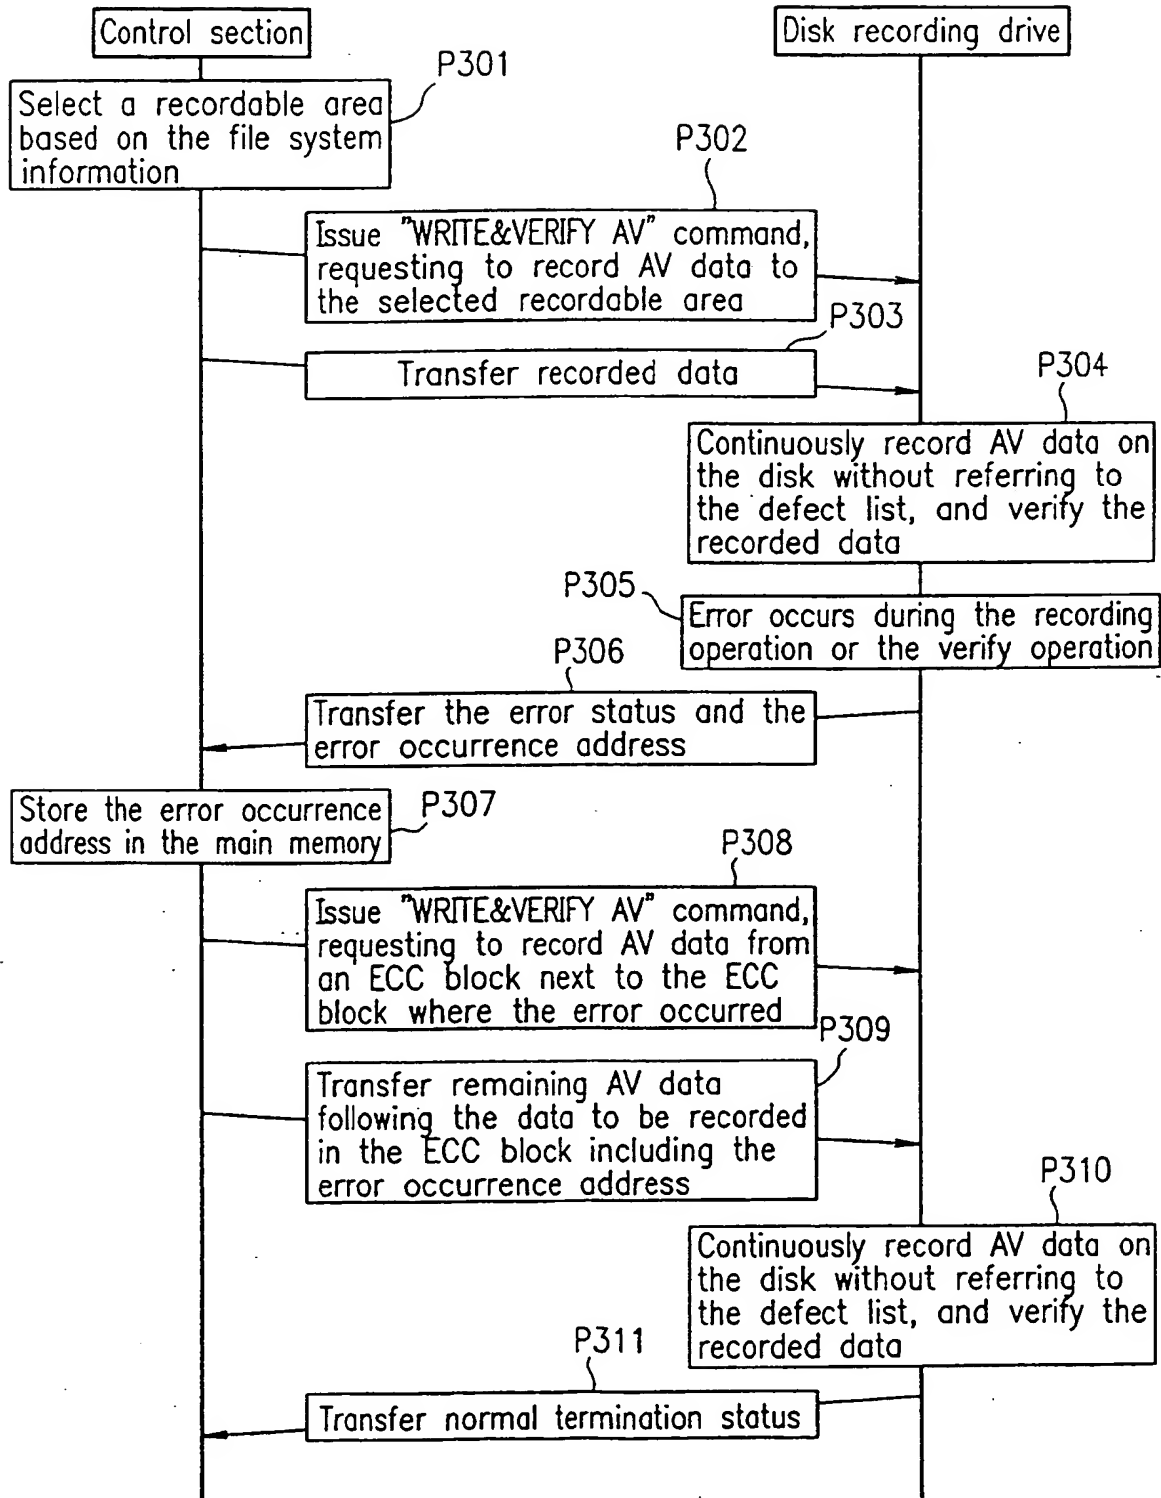 Control section
Disk recording drive
P301
Select a recordable area
based on the file system
information
P302
Issue "WRITE&VERIFY AV" command,
requesting to record AV data to
the selected recordable area
P303
Transfer recorded data
P304
Continuously record AV data on
the disk without referring to
the defect list, and verify the
recorded data
P305
Error occurs during the recording
operation or the verify operation
P306
Transfer the error status and the
error occurrence address
Store the error occurrence
address in the main memory
P307
P308
Issue "WRITE&VERIFY AV" command,
requesting to record AV data from
an ECC block next to the ECC
block where the error occurred
P309
Transfer remaining AV data
following the data to be recorded
in the ECC block including the
error occurrence address
P310
Continuously record AV data on
the disk without referring to
the defect list, and verify the
recorded data
P311
Transfer normal termination status